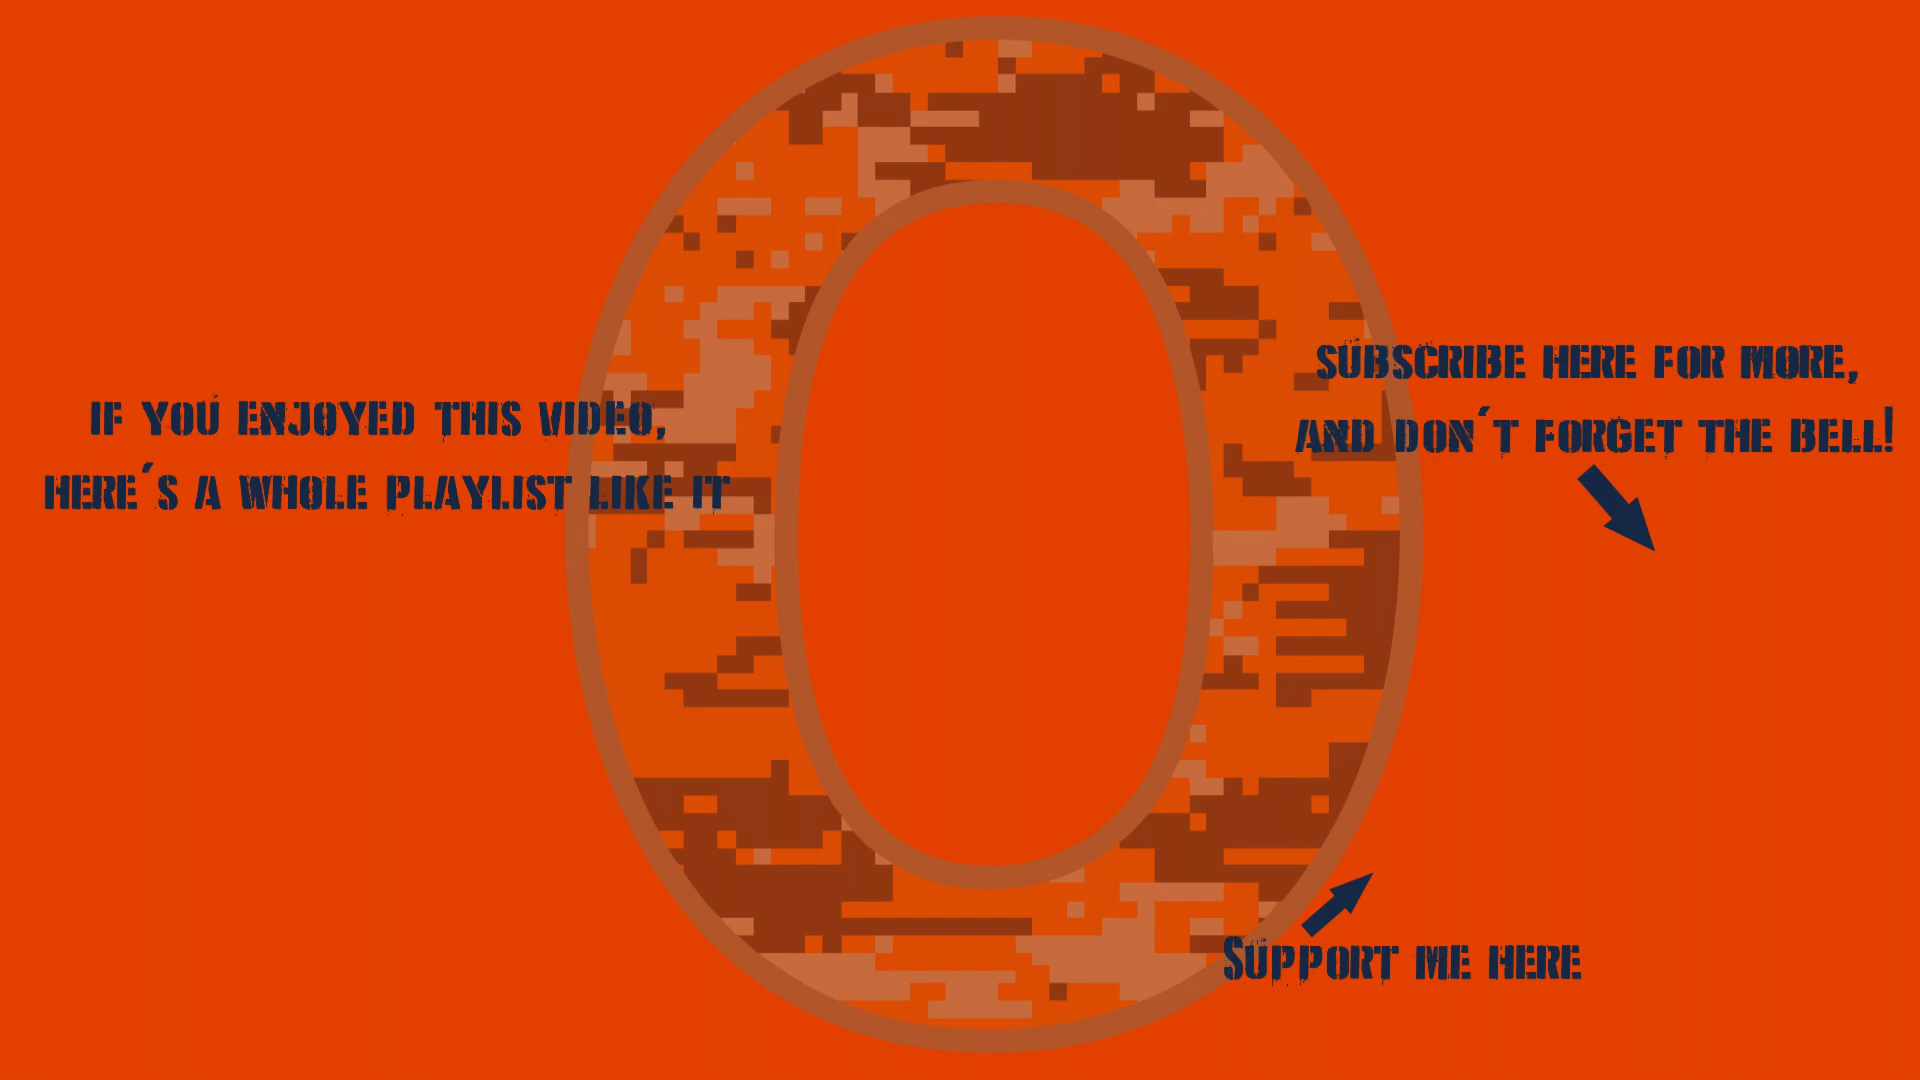 IF YOU ENJOYED THIS VIDEO,
HERE´S A WHOLE PLAYLIST LIKE IT
SUBSCRIBE HERE FOR MORE,
AND DON´T FORGET THE BELL!
SUPPORT ME HERE
O